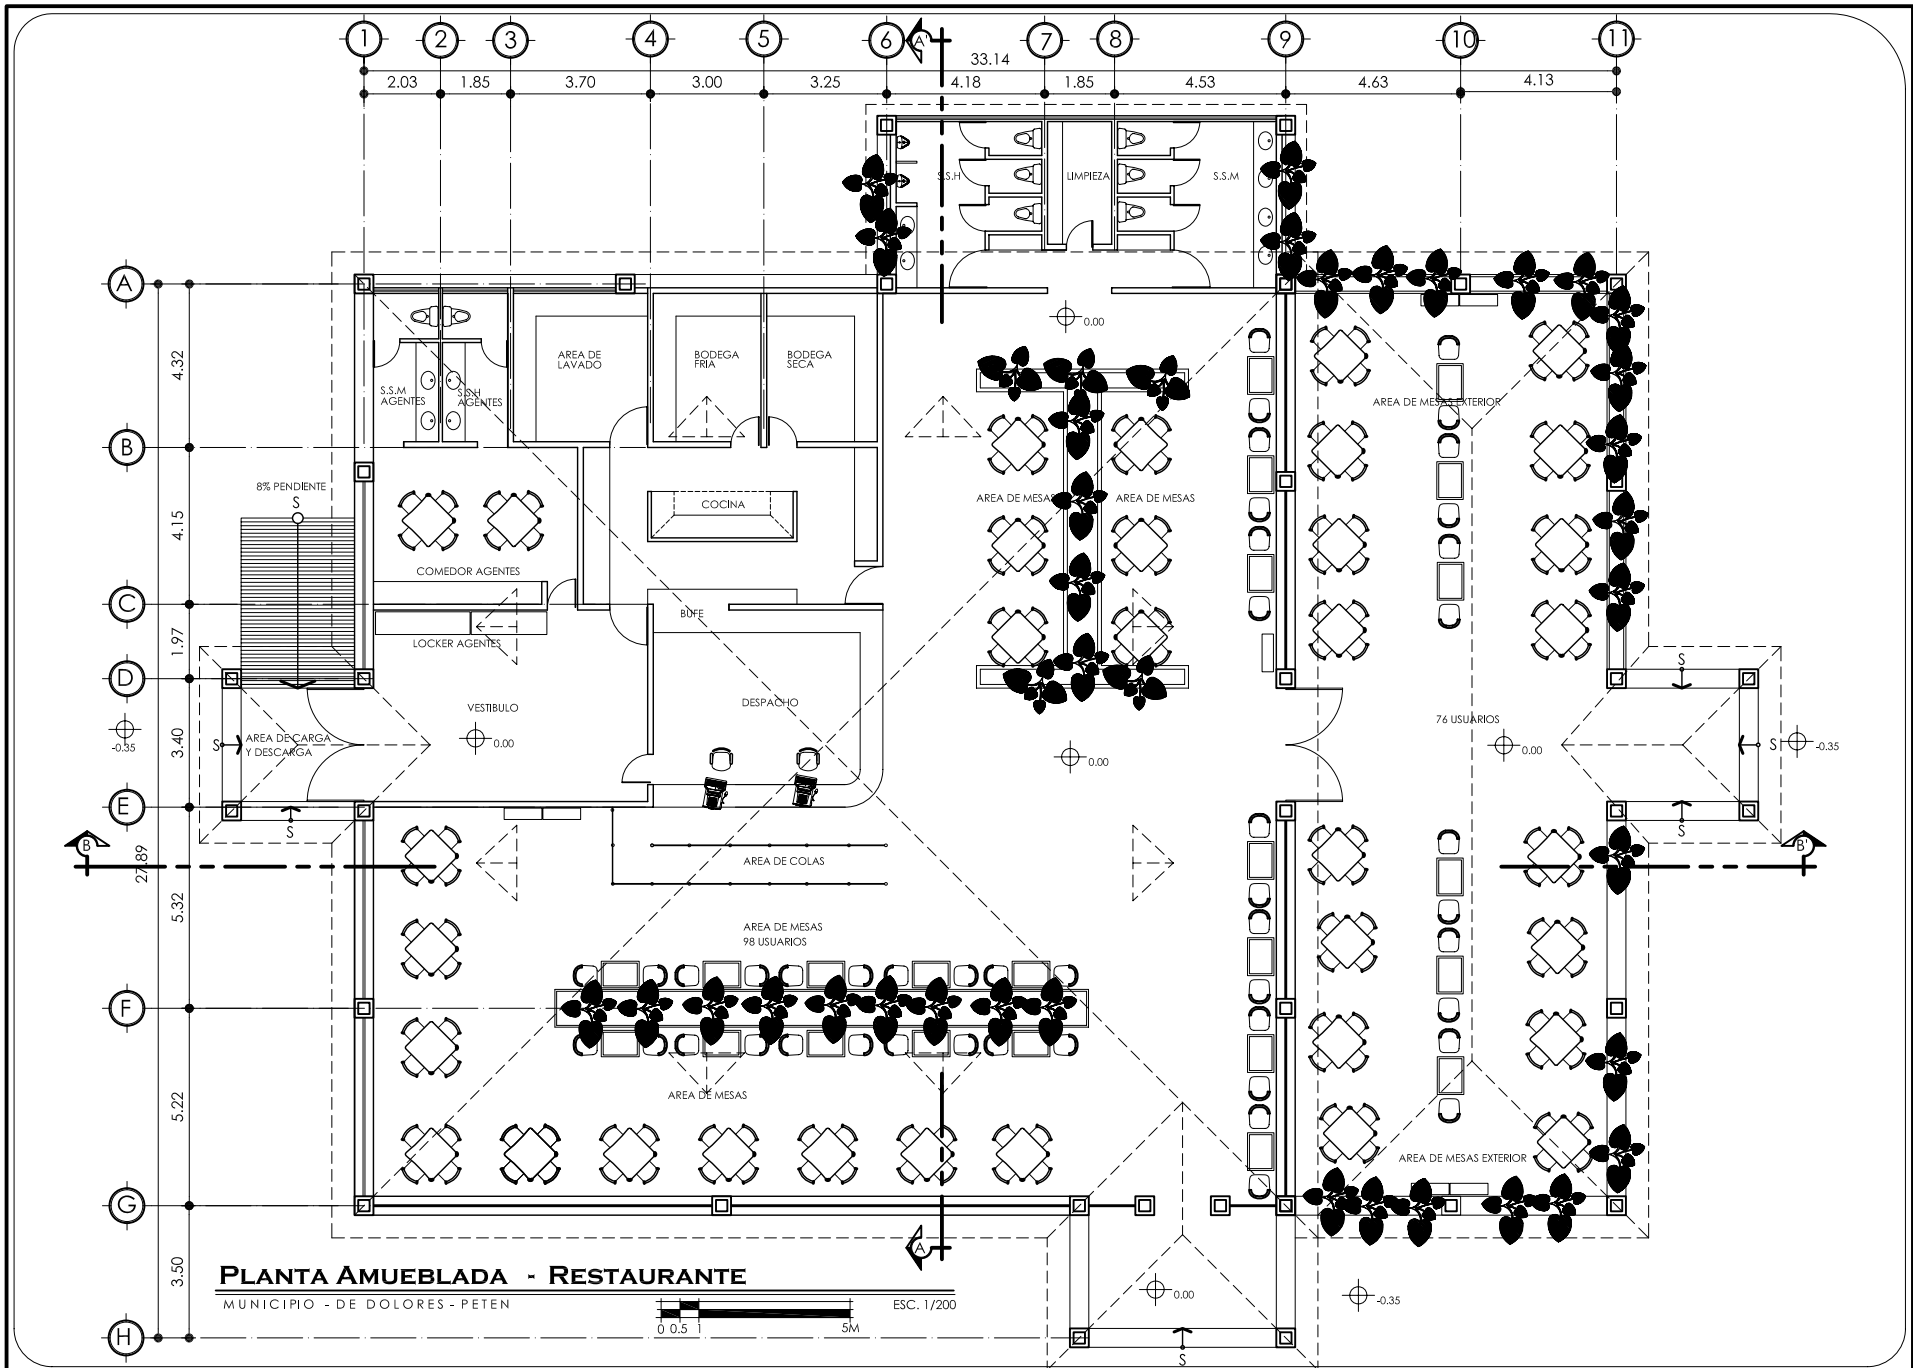 1 2 3 4 5 6 A' 7 8 9 10 11
33.14
2.03 1.85 3.70 3.00 3.25 4.18 1.85 4.53 4.63 4.13
S.S.H LIMPIEZA S.S.M
A
0.00
4.32
AREA DE
LAVADO
BODEGA
FRIA
BODEGA
SECA
S.S.M
AGENTES
S.S.H
AGENTES
AREA DE MESAS EXTERIOR
B
8% PENDIENTE
S
COCINA
AREA DE MESAS
AREA DE MESAS
4.15
COMEDOR AGENTES
C
BUFE
1.97
LOCKER AGENTES
S
D
DESPACHO
VESTIBULO
76 USUARIOS
-0.35
3.40
S
AREA DE CARGA
Y DESCARGA
0.00
0.00
0.00
S
-0.35
E
S
S
B
B'
27.89
AREA DE COLAS
5.32
AREA DE MESAS
98 USUARIOS
F
5.22
AREA DE MESAS
AREA DE MESAS EXTERIOR
G
A
3.50
PLANTA AMUEBLADA - RESTAURANTE
MUNICIPIO - DE DOLORES - PETEN
ESC. 1/200
0 0.5 1 5M
0.00
-0.35
H
S